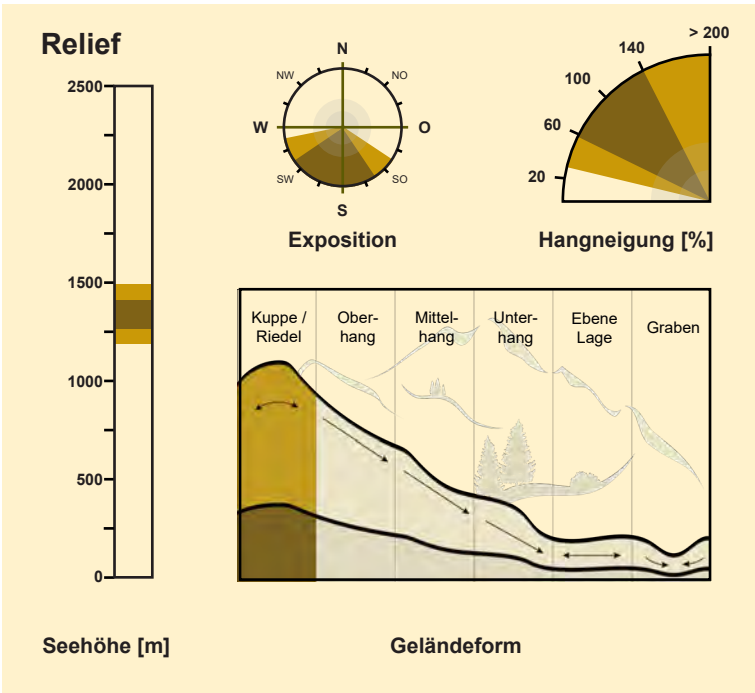 Relief
2500
2000
1500
1000
500
0
Seehöhe [m]
N
NW
NO
W
O
SW
SO
S
Exposition
> 200
140
100
60
20
Hangneigung [%]
Kuppe /
Riedel
Ober-
hang
Mittel-
hang
Unter-
hang
Ebene
Lage
Graben
Geländeform